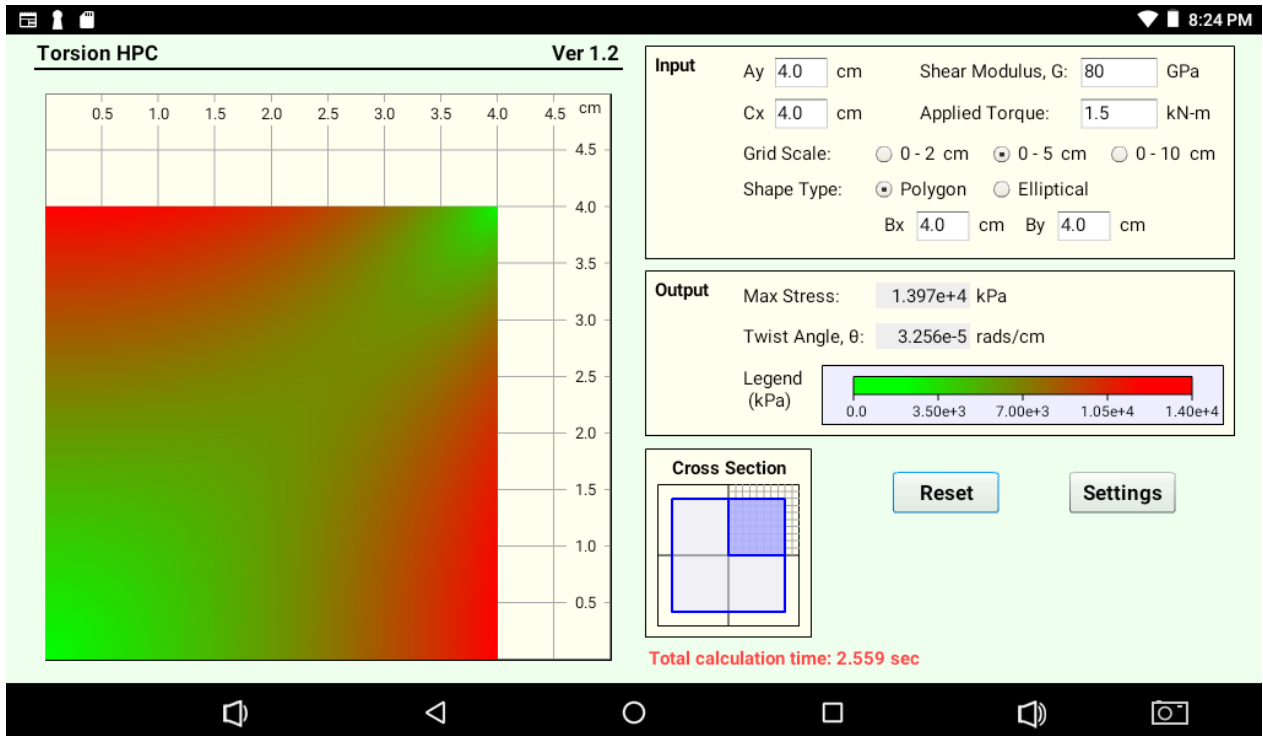 8:24 PM
Torsion HPC Ver 1.2
0.5 1.0 1.5 2.0 2.5 3.0 3.5 4.0 4.5 cm
4.5
4.0
3.5
3.0
2.5
2.0
1.5
1.0
0.5
Input
Ay 4.0 cm Shear Modulus, G: 80 GPa
Cx 4.0 cm Applied Torque: 1.5 kN-m
Grid Scale: 0 - 2 cm 0 - 5 cm 0 - 10 cm
Shape Type: Polygon Elliptical
Bx 4.0 cm By 4.0 cm
Output
Max Stress: 1.397e+4 kPa
Twist Angle, θ: 3.256e-5 rads/cm
Legend
(kPa)
0.0 3.50e+3 7.00e+3 1.05e+4 1.40e+4
Cross Section
Reset Settings
Total calculation time: 2.559 sec